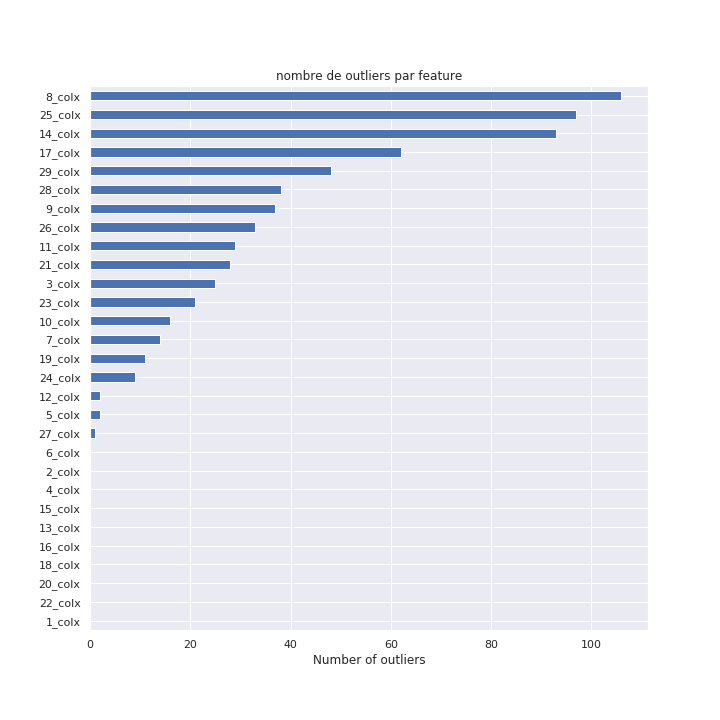 nombre de outliers par feature
8_colx
25_colx
14_colx
17_colx
29_colx
28_colx
9_colx
26_colx
11_colx
21_colx
3_colx
23_colx
10_colx
7_colx
19_colx
24_colx
12_colx
5_colx
27_colx
6_colx
2_colx
4_colx
15_colx
13_colx
16_colx
18_colx
20_colx
22_colx
1_colx
0 20 40 60 80 100
Number of outliers